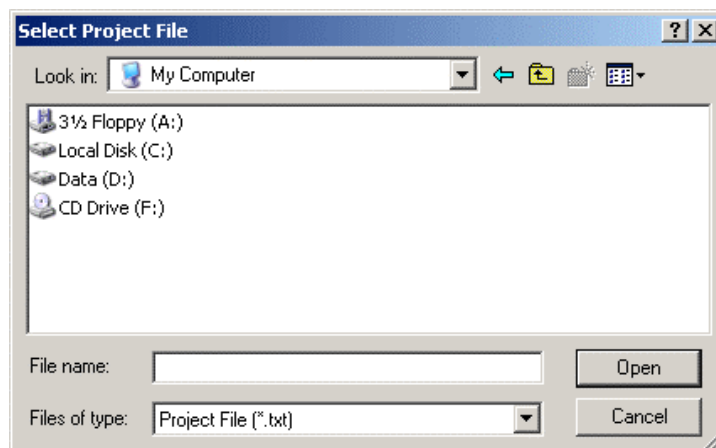 Select Project File
Look in: My Computer
3½ Floppy (A:)
Local Disk (C:)
Data (D:)
CD Drive (F:)
File name: Open
Files of type: Project File (*.txt) Cancel